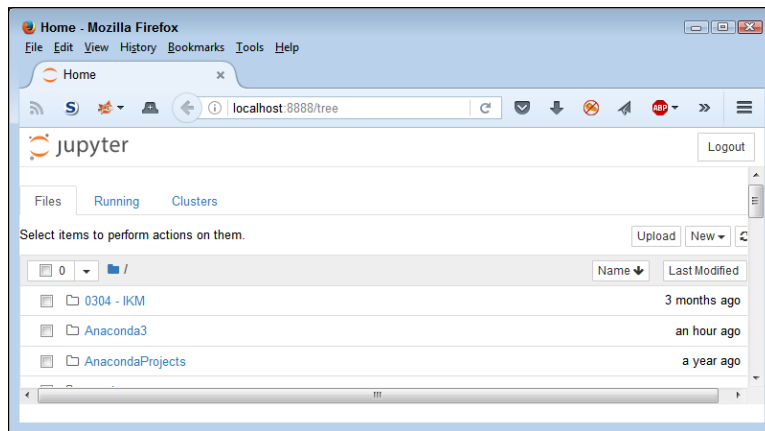 Home - Mozilla Firefox
File Edit View History Bookmarks Tools Help
Home
S) localhost:8888/tree ABP
jupyter Logout
Files Running Clusters
Select items to perform actions on them. Upload New
0 / Name Last Modified
0304 - IKM 3 months ago
Anaconda3 an hour ago
AnacondaProjects a year ago